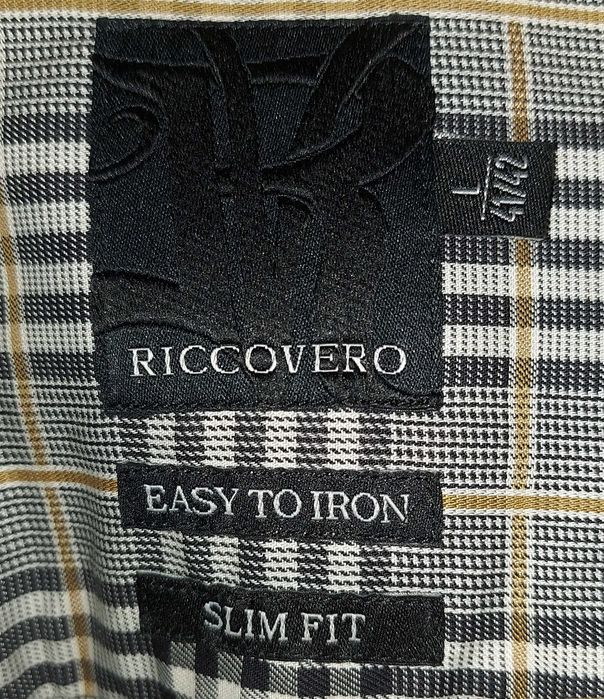 L
41/42
RICCOVERO
EASY TO IRON
SLIM FIT